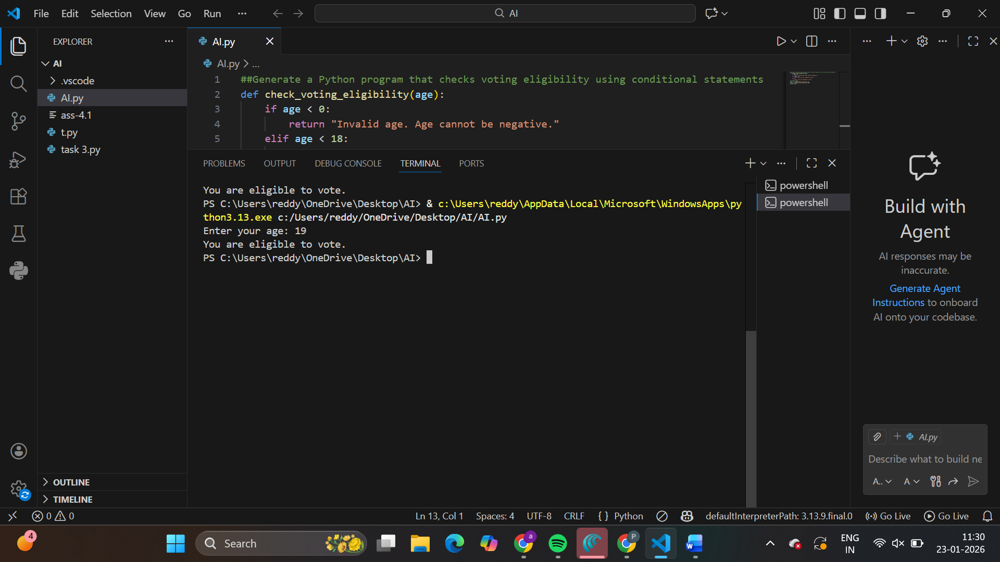 File Edit Selection View Go Run ···
AI
EXPLORER ···
AI
.vscode
AI.py
ass-4.1
t.py
task 3.py
OUTLINE
TIMELINE
AI.py
AI.py > ...
1 ##Generate a Python program that checks voting eligibility using conditional statements
2 def check_voting_eligibility(age):
3 if age < 0:
4 return "Invalid age. Age cannot be negative."
5 elif age < 18:
PROBLEMS OUTPUT DEBUG CONSOLE TERMINAL PORTS
You are eligible to vote.
PS C:\Users\reddy\OneDrive\Desktop\AI> & c:\Users\reddy\AppData\Local\Microsoft\WindowsApps\py
thon3.13.exe c:/Users/reddy/OneDrive/Desktop/AI/AI.py
Enter your age: 19
You are eligible to vote.
PS C:\Users\reddy\OneDrive\Desktop\AI>
powershell
powershell
Build with
Agent
AI responses may be
inaccurate.
Generate Agent
Instructions to onboard
AI onto your codebase.
AI.py
Describe what to build ne
A.. A
0 0
Ln 13, Col 1 Spaces: 4 UTF-8 CRLF { } Python defaultInterpreterPath: 3.13.9.final.0 Go Live Go Live
4
Search
a
P
W
ENG
IN
11:30
23-01-2026